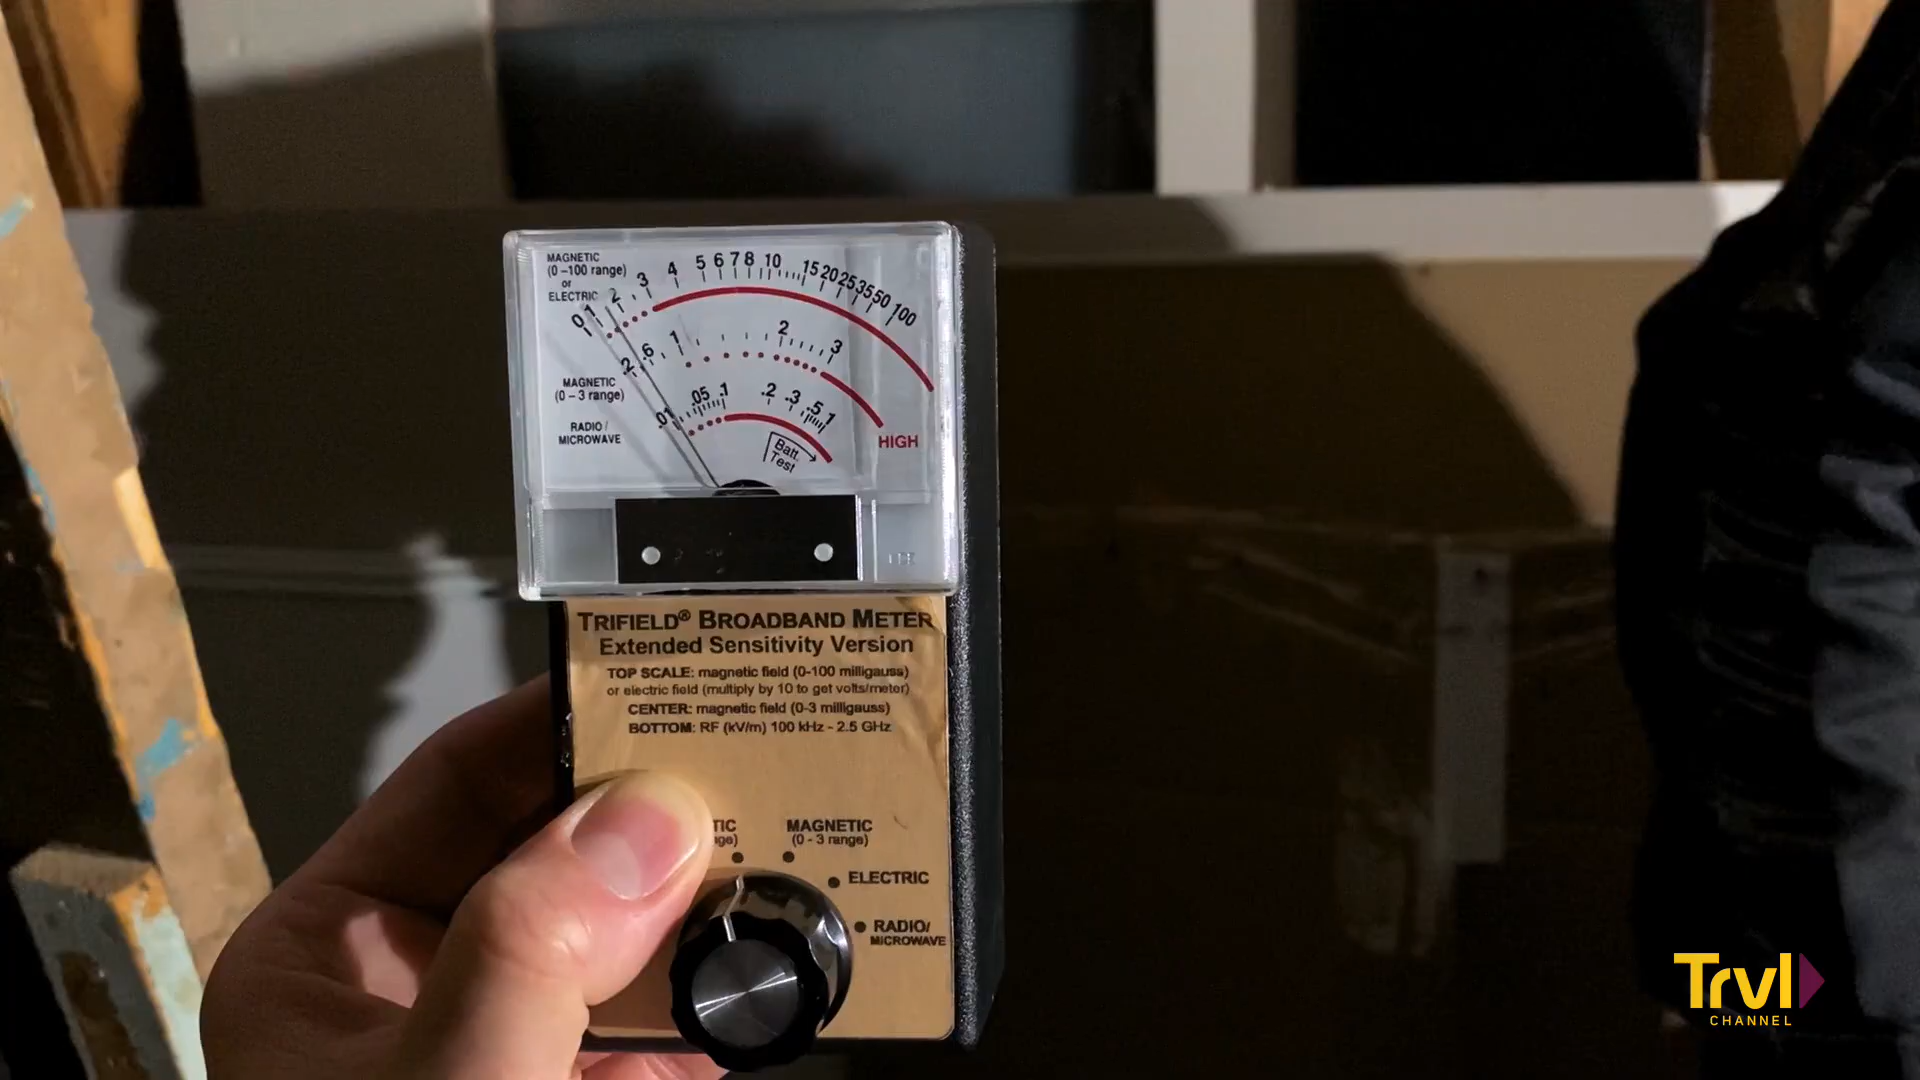 MAGNETIC
(0 – 100 range)
or
ELECTRIC
0 1 2 3 4 5 6 7 8 10 15 20 25 35 50 100
.2 .6 1 2 3
MAGNETIC
(0 – 3 range)
.01 .05 .1 .2 .3 .5 1
RADIO /
MICROWAVE
HIGH
Batt.
Test
TRIFIELD® BROADBAND METER
Extended Sensitivity Version
TOP SCALE: magnetic field (0-100 milligauss)
or electric field (multiply by 10 to get volts/meter)
CENTER: magnetic field (0-3 milligauss)
BOTTOM: RF (kV/m) 100 kHz - 2.5 GHz
MAGNETIC
(0 - 3 range)
ELECTRIC
RADIO/
MICROWAVE
Trvl
CHANNEL